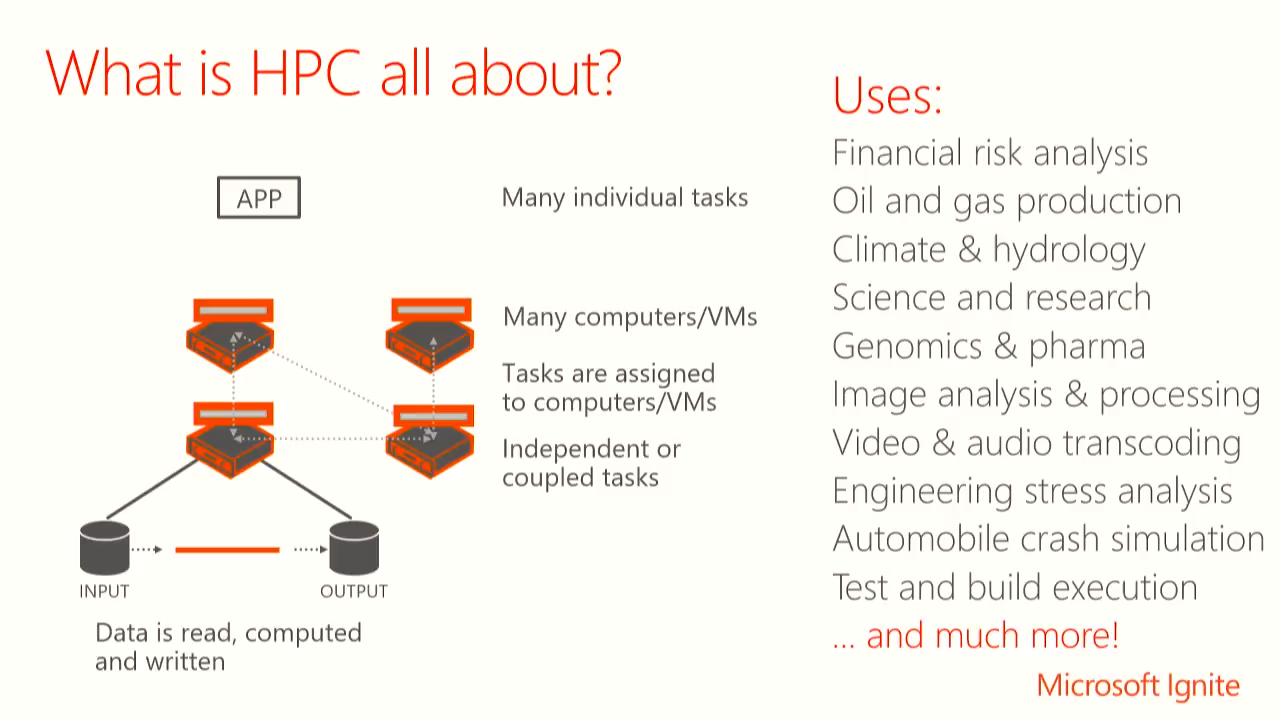 What is HPC all about?
APP
Many individual tasks
Many computers/VMs
Tasks are assigned
to computers/VMs
Independent or
coupled tasks
INPUT
OUTPUT
Data is read, computed
and written
Uses:
Financial risk analysis
Oil and gas production
Climate & hydrology
Science and research
Genomics & pharma
Image analysis & processing
Video & audio transcoding
Engineering stress analysis
Automobile crash simulation
Test and build execution
... and much more!
Microsoft Ignite